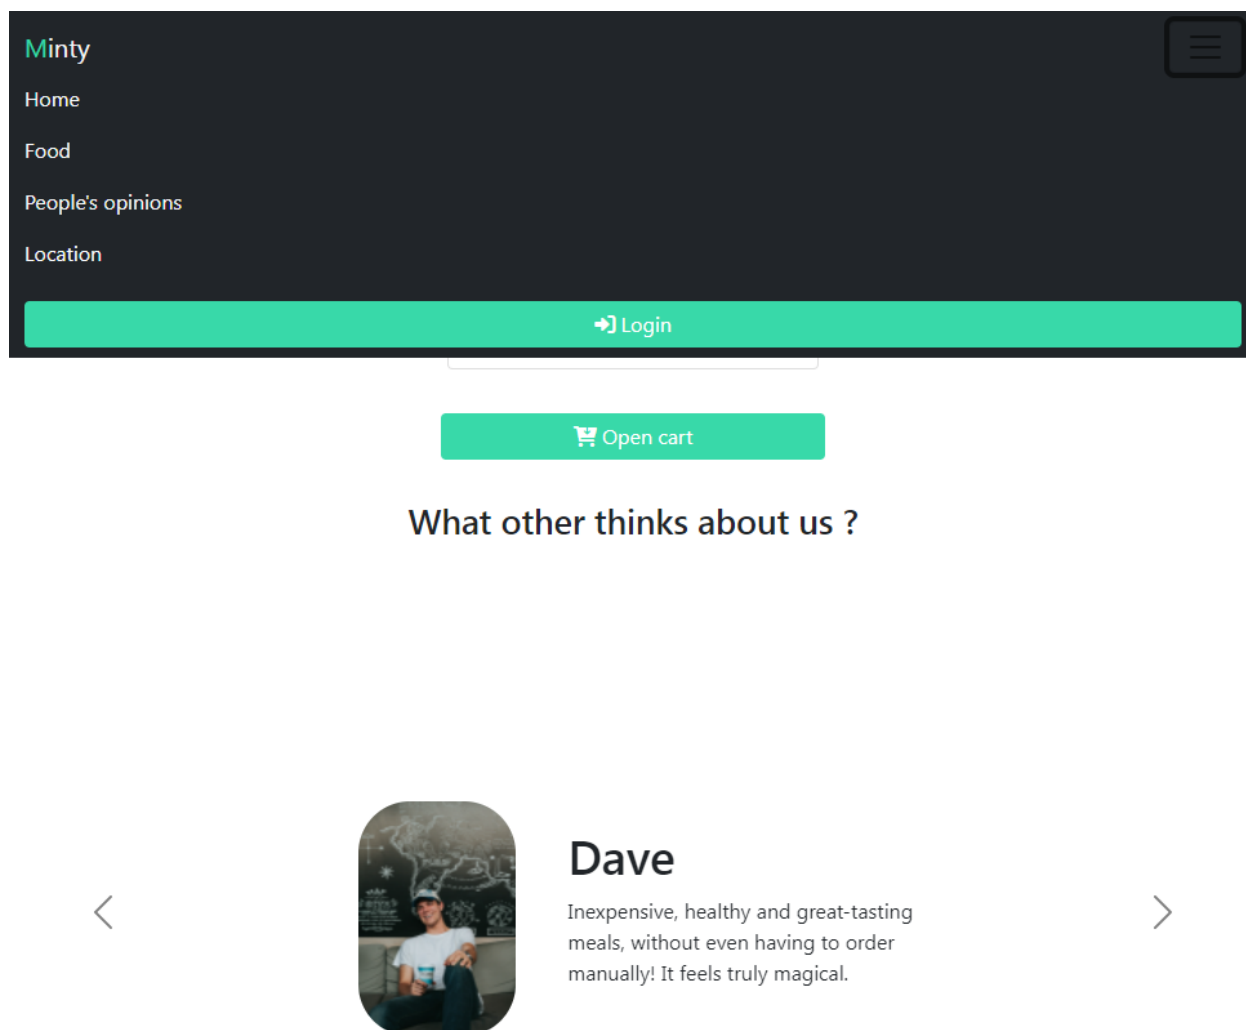 Minty
Home
Food
People's opinions
Location
Login
Open cart
What other thinks about us ?
Dave
Inexpensive, healthy and great-tasting
meals, without even having to order
manually! It feels truly magical.